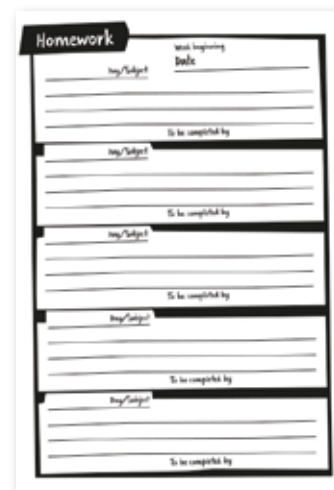 Homework
Week beginning
Date
Day/Subject
To be completed by
Day/Subject
To be completed by
Day/Subject
To be completed by
Day/Subject
To be completed by
Day/Subject
To be completed by